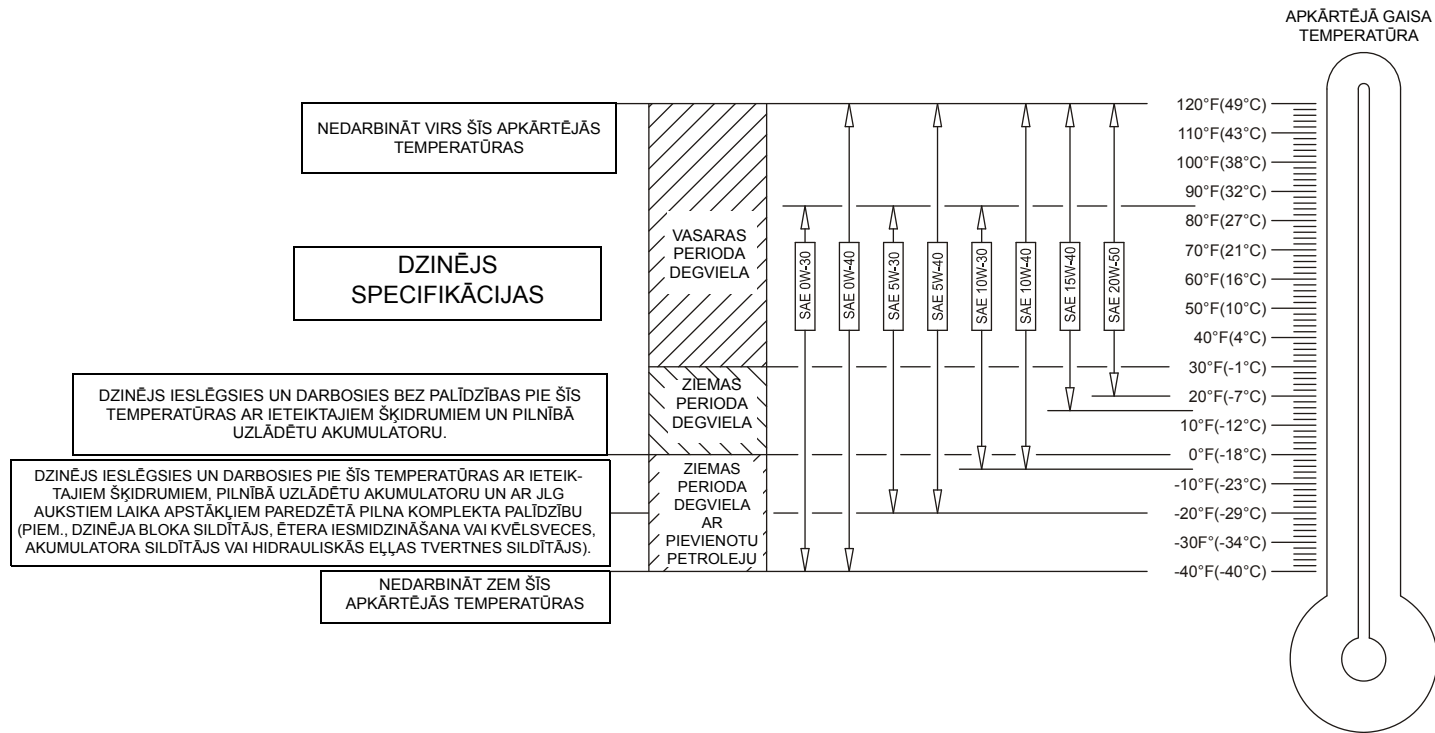 APKĀRTĒJĀ GAISA
TEMPERATŪRA
NEDARBINĀT VIRS ŠĪS APKĀRTĒJĀS
TEMPERATŪRAS
DZINĒJS
SPECIFIKĀCIJAS
DZINĒJS IESLĒGSIES UN DARBOSIES BEZ PALĪDZĪBAS PIE ŠĪS
TEMPERATŪRAS AR IETEIKTAJIEM ŠĶIDRUMIEM UN PILNĪBĀ
UZLĀDĒTU AKUMULATORU.
DZINĒJS IESLĒGSIES UN DARBOSIES PIE ŠĪS TEMPERATŪRAS AR IETEIK-
TAJIEM ŠĶIDRUMIEM, PILNĪBĀ UZLĀDĒTU AKUMULATORU UN AR JLG
AUKSTIEM LAIKA APSTĀKĻIEM PAREDZĒTĀ PILNA KOMPLEKTA PALĪDZĪBU
(PIEM., DZINĒJA BLOKA SILDĪTĀJS, ĒTERA IESMIDZINĀŠANA VAI KVĒLSVECES,
AKUMULATORA SILDĪTĀJS VAI HIDRAULISKĀS EĻĻAS TVERTNES SILDĪTĀJS).
NEDARBINĀT ZEM ŠĪS
APKĀRTĒJĀS TEMPERATŪRAS
VASARAS
PERIODA
DEGVIELA
ZIEMAS
PERIODA
DEGVIELA
ZIEMAS
PERIODA
DEGVIELA
AR
PIEVIENOTU
PETROLEJU
SAE 0W-30
SAE 0W-40
SAE 5W-30
SAE 5W-40
SAE 10W-30
SAE 10W-40
SAE 15W-40
SAE 20W-50
120°F(49°C)
110°F(43°C)
100°F(38°C)
90°F(32°C)
80°F(27°C)
70°F(21°C)
60°F(16°C)
50°F(10°C)
40°F(4°C)
30°F(-1°C)
20°F(-7°C)
10°F(-12°C)
0°F(-18°C)
-10°F(-23°C)
-20°F(-29°C)
-30F°(-34°C)
-40°F(-40°C)